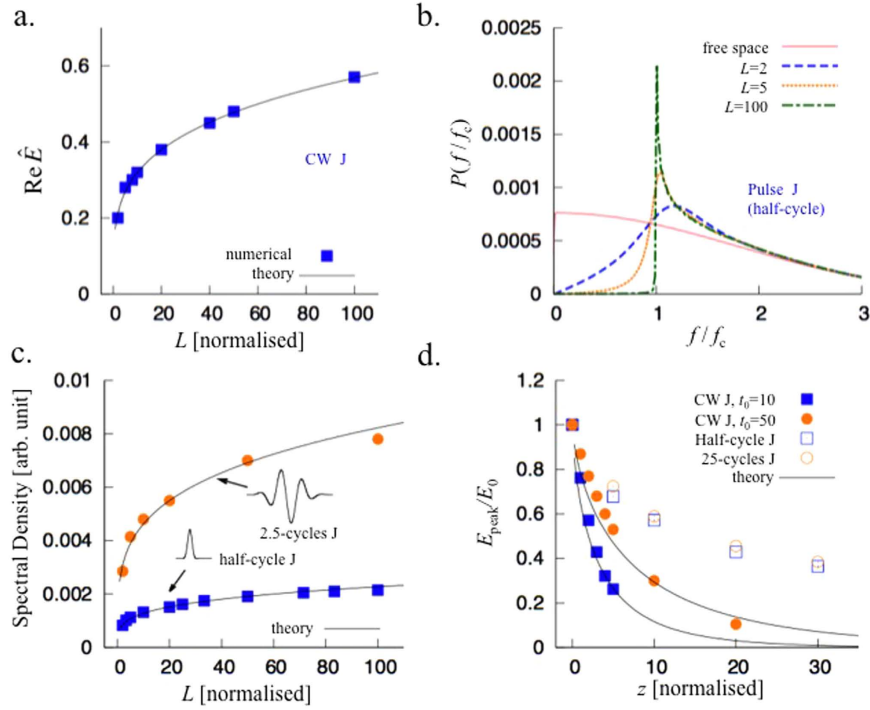 a.
0.6
0.4
0.2
0
Re Ê
CW J
numerical
theory
0 20 40 60 80 100
L [normalised]
b.
0.0025
0.002
0.0015
0.001
0.0005
0
P(f/fc)
free space
L=2
L=5
L=100
Pulse J
(half-cycle)
0 1 2 3
f/fc
c.
0.01
0.008
0.006
0.004
0.002
0
Spectral Density [arb. unit]
2.5-cycles J
half-cycle J
theory
0 20 40 60 80 100
L [normalised]
d.
1.2
1
0.8
0.6
0.4
0.2
0
Epeak/E0
CW J, t0=10
CW J, t0=50
Half-cycle J
25-cycles J
theory
0 10 20 30
z [normalised]